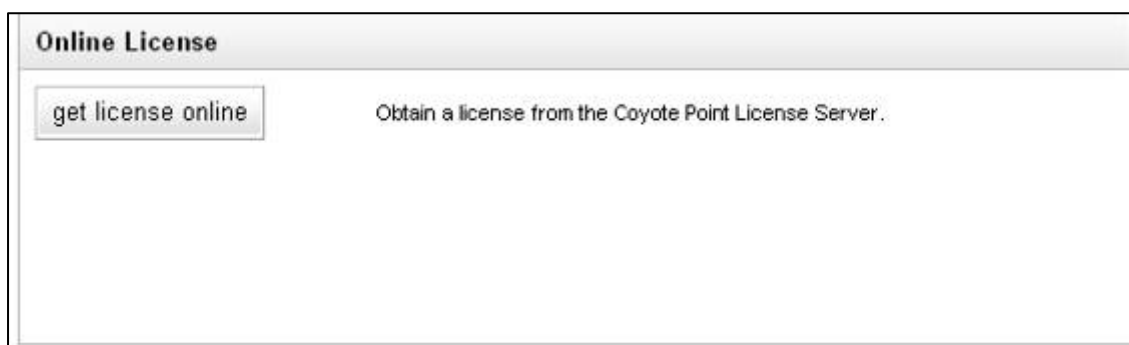 Online License
get license online
Obtain a license from the Coyote Point License Server.